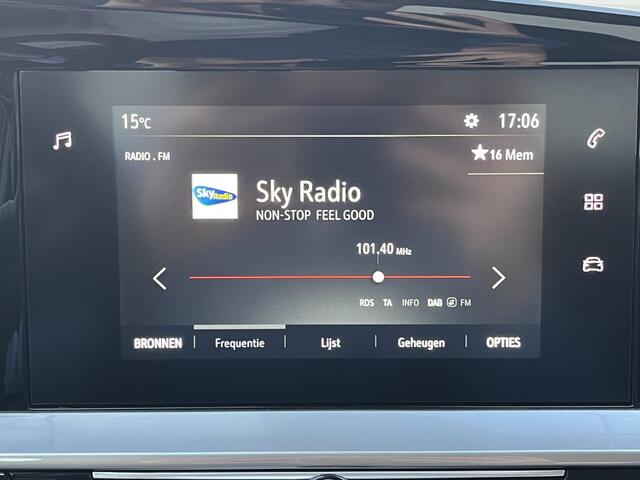 15°C 17:06
RADIO . FM ★16 Mem
Sky Radio
Sky Radio
NON-STOP FEEL GOOD
101.40 MHz
RDS TA INFO DAB FM
BRONNEN Frequentie Lijst Geheugen OPTIES